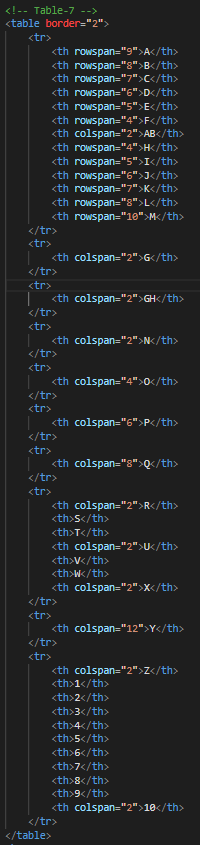 <!-- Table-7 -->
<table border="2">
<tr>
<th rowspan="9">A</th>
<th rowspan="8">B</th>
<th rowspan="7">C</th>
<th rowspan="6">D</th>
<th rowspan="5">E</th>
<th rowspan="4">F</th>
<th colspan="2">AB</th>
<th rowspan="4">H</th>
<th rowspan="5">I</th>
<th rowspan="6">J</th>
<th rowspan="7">K</th>
<th rowspan="8">L</th>
<th rowspan="10">M</th>
</tr>
<tr>
<th colspan="2">G</th>
</tr>
<tr>
<th colspan="2">GH</th>
</tr>
<tr>
<th colspan="2">N</th>
</tr>
<tr>
<th colspan="4">O</th>
</tr>
<tr>
<th colspan="6">P</th>
</tr>
<tr>
<th colspan="8">Q</th>
</tr>
<tr>
<th colspan="2">R</th>
<th>S</th>
<th>T</th>
<th colspan="2">U</th>
<th>V</th>
<th>W</th>
<th colspan="2">X</th>
</tr>
<tr>
<th colspan="12">Y</th>
</tr>
<tr>
<th colspan="2">Z</th>
<th>1</th>
<th>2</th>
<th>3</th>
<th>4</th>
<th>5</th>
<th>6</th>
<th>7</th>
<th>8</th>
<th>9</th>
<th colspan="2">10</th>
</tr>
</table>